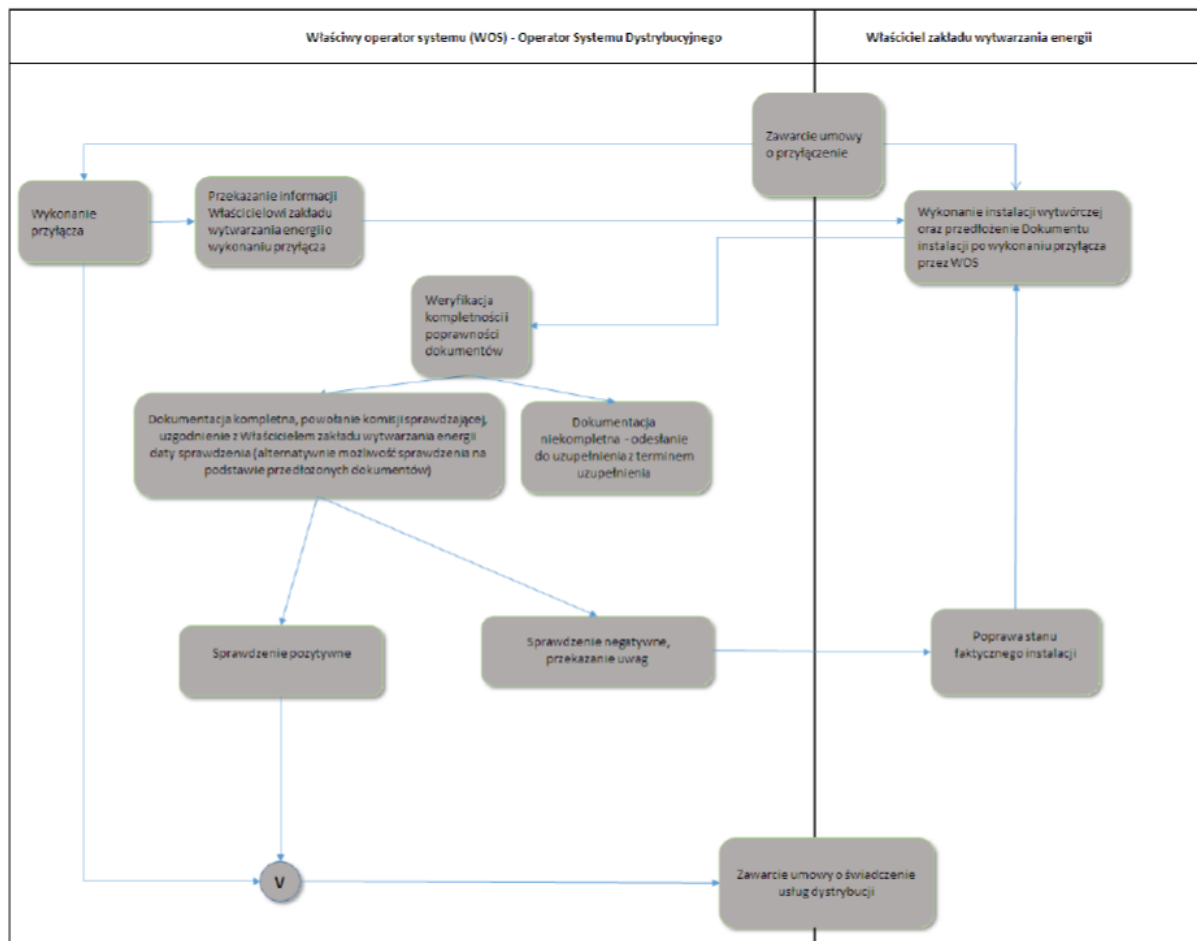 Właściwy operator systemu (WOS) - Operator Systemu Dystrybucyjnego
Właściciel zakładu wytwarzania energii
Zawarcie umowy
o przyłączenie
Wykonanie
przyłącza
Przekazanie informacji
Właścicielowi zakładu
wytwarzania energii o
wykonaniu przyłącza
Wykonanie instalacji wytwórczej
oraz przedłożenie Dokumentu
instalacji po wykonaniu przyłącza
przez WOS
Weryfikacja
kompletności i
poprawności
dokumentów
Dokumentacja kompletna, powołanie komisji sprawdzającej,
uzgodnienie z Właścicielem zakładu wytwarzania energii
daty sprawdzenia (alternatywnie możliwość sprawdzenia na
podstawie przedłożonych dokumentów)
Dokumentacja
niekompletna - odesłanie
do uzupełnienia z terminem
uzupełnienia
Sprawdzenie pozytywne
Sprawdzenie negatywne,
przekazanie uwag
Poprawa stanu
faktycznego instalacji
V
Zawarcie umowy o świadczenie
usług dystrybucji